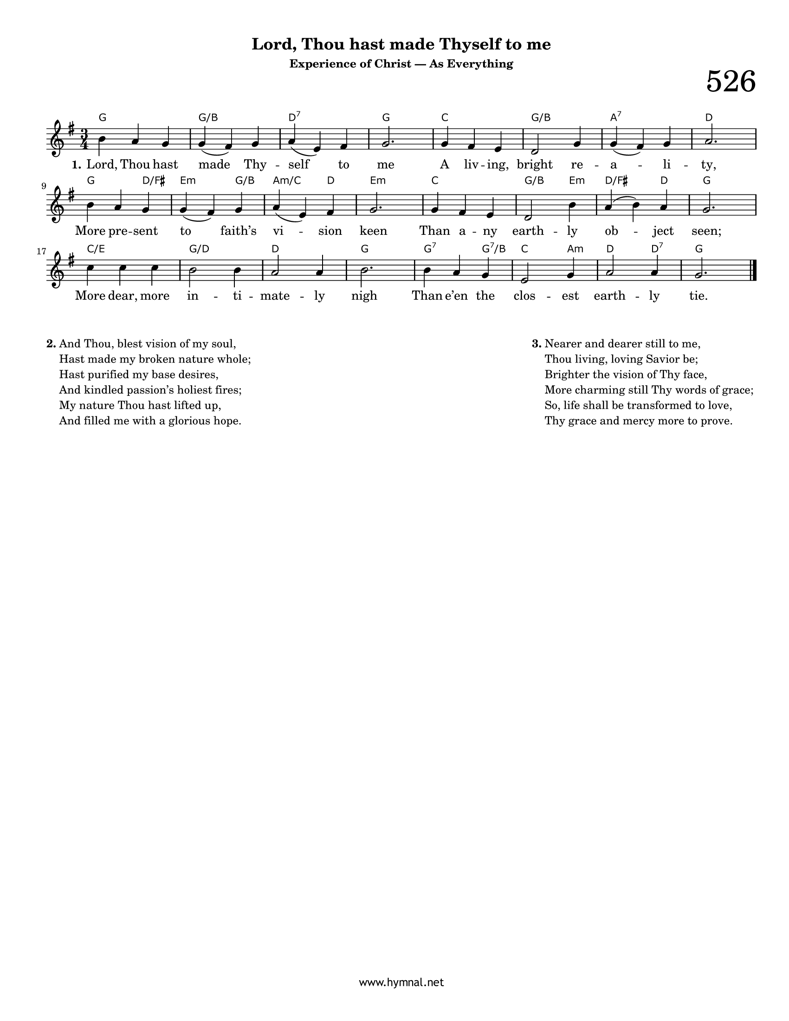 Lord, Thou hast made Thyself to me
Experience of Christ — As Everything
526
G G/B D7 G C G/B A7 D
3
4
1. Lord, Thou hast made Thy - self to me A liv - ing, bright re - a - li - ty,
9
G D/F♯ Em G/B Am/C D Em C G/B Em D/F♯ D G
More pre - sent to faith's vi - sion keen Than a - ny earth - ly ob - ject seen;
17
C/E G/D D G G7 G7/B C Am D D7 G
More dear, more in - ti - mate - ly nigh Than e'en the clos - est earth - ly tie.
2. And Thou, blest vision of my soul,
Hast made my broken nature whole;
Hast purified my base desires,
And kindled passion's holiest fires;
My nature Thou hast lifted up,
And filled me with a glorious hope.
3. Nearer and dearer still to me,
Thou living, loving Savior be;
Brighter the vision of Thy face,
More charming still Thy words of grace;
So, life shall be transformed to love,
Thy grace and mercy more to prove.
www.hymnal.net